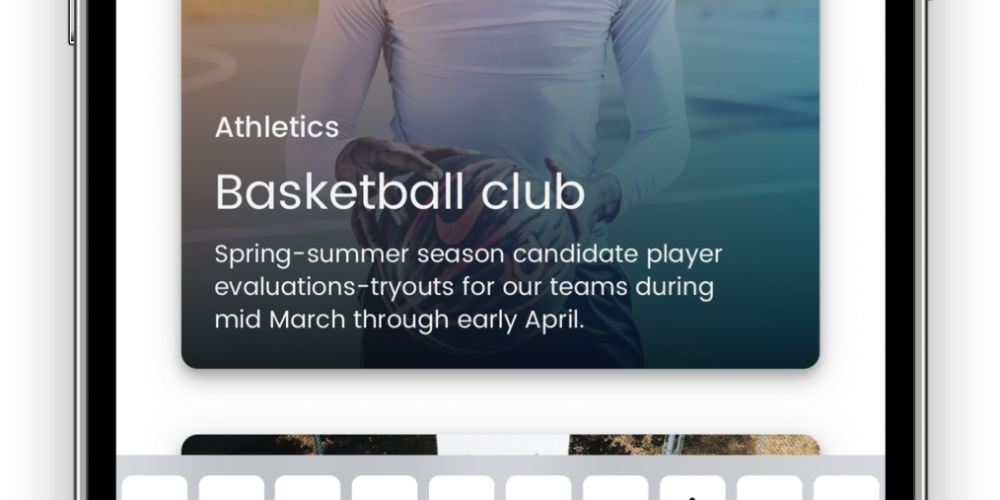 Athletics
Basketball club
Spring-summer season candidate player
evaluations-tryouts for our teams during
mid March through early April.